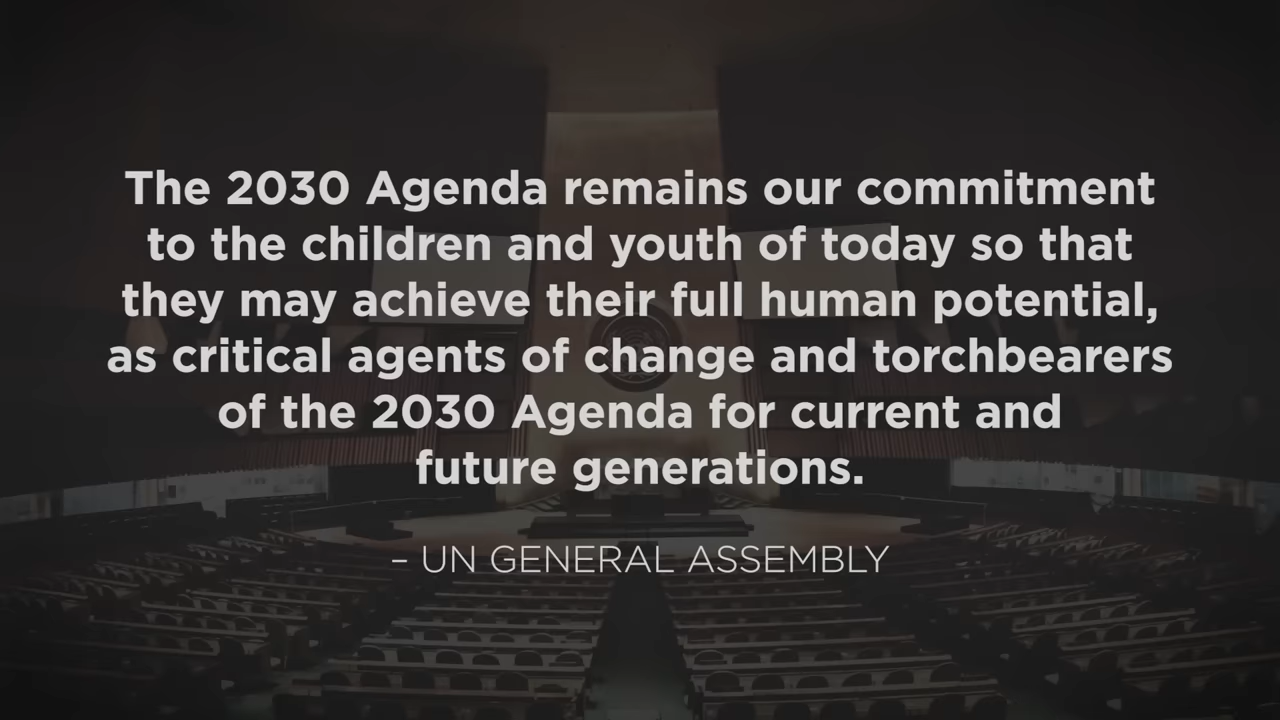 The 2030 Agenda remains our commitment
to the children and youth of today so that
they may achieve their full human potential,
as critical agents of change and torchbearers
of the 2030 Agenda for current and
future generations.
– UN GENERAL ASSEMBLY